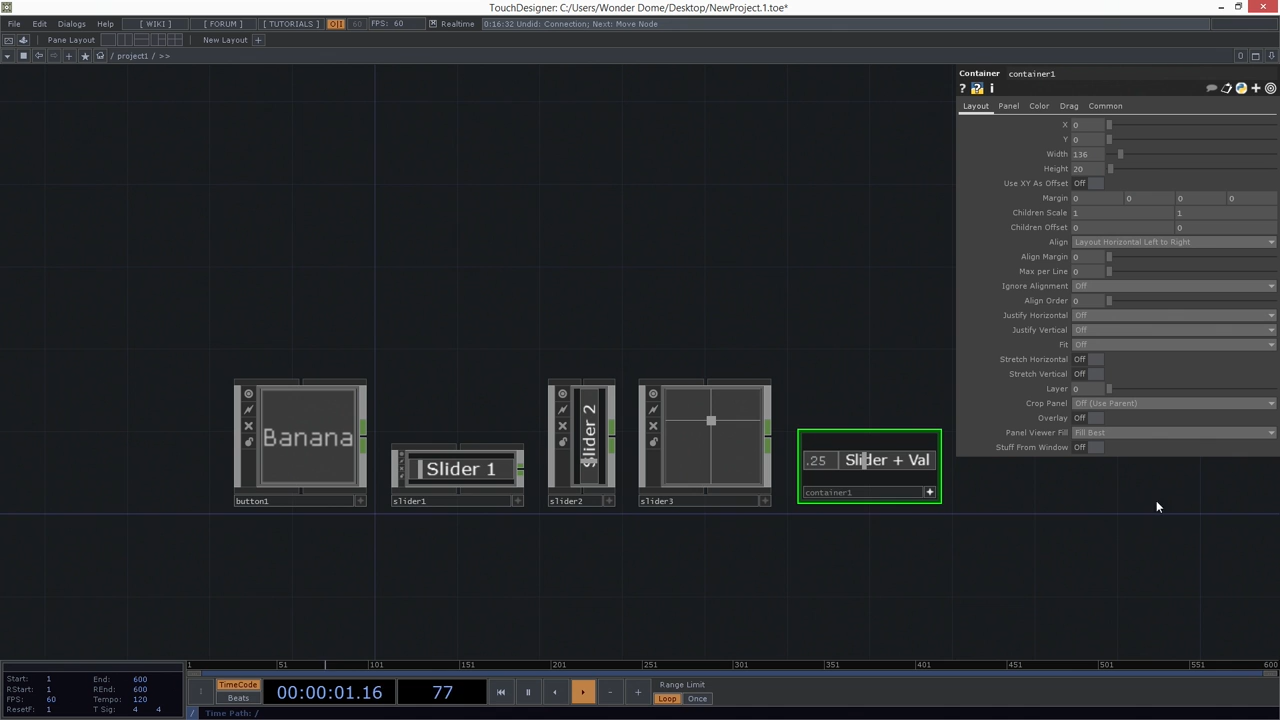 TouchDesigner: C:/Users/Wonder Dome/Desktop/NewProject.1.toe*
File Edit Dialogs Help [ WIKI ] [ FORUM ] [ TUTORIALS ] O|I FPS: 60 Realtime 0:16:32 Undid: Connection; Next: Move Node
Pane Layout New Layout +
/ project1 / >> 0
Container container1
? ? i
Layout Panel Color Drag Common
X 0
Y 0
Width 136
Height 20
Use XY As Offset Off
Margin 0 0 0 0
Children Scale 1 1
Children Offset 0 0
Align Layout Horizontal Left to Right
Align Margin 0
Max per Line 0
Ignore Alignment Off
Align Order 0
Justify Horizontal Off
Justify Vertical Off
Fit Off
Stretch Horizontal Off
Stretch Vertical Off
Layer 0
Crop Panel Off (Use Parent)
Overlay Off
Panel Viewer Fill Fill Best
Stuff From Window Off
Banana
button1
Slider 1
slider1
Slider 2
slider2
slider3
.25 Slider + Val
container1
1 51 101 151 201 251 301 351 401 451 501 551 600
Start: 1 End: 600
RStart: 1 REnd: 600
FPS: 60 Tempo: 120
ResetF: 1 T Sig: 4 4
TimeCode
Beats
00:00:01.16
77
- +
Range Limit
Loop Once
/ Time Path: /